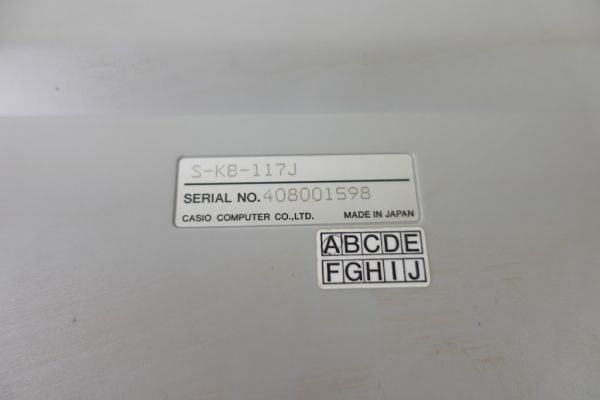 S-KB-117J
SERIAL NO. 408001598
CASIO COMPUTER CO.,LTD. MADE IN JAPAN
ABCDE
FGHIJ